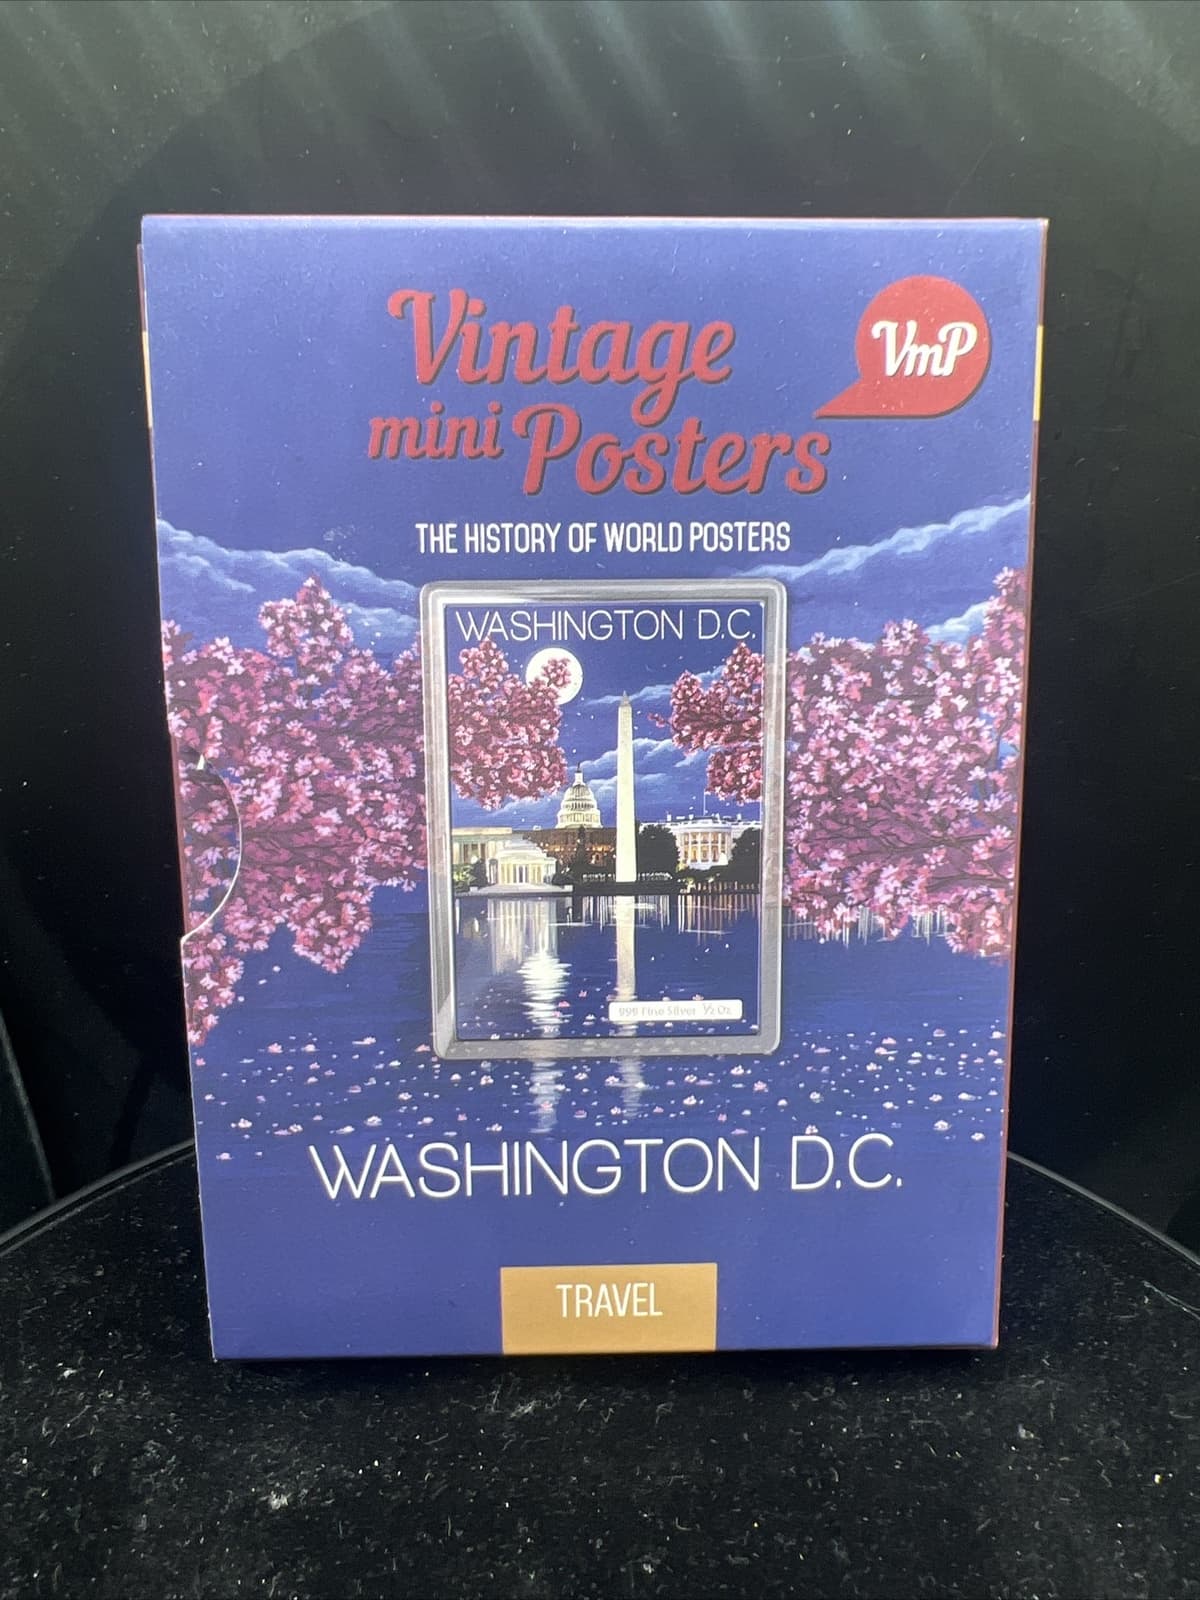 Vintage
mini Posters
VmP
THE HISTORY OF WORLD POSTERS
WASHINGTON D.C.
999 Fine Silver ½ Oz
WASHINGTON D.C.
TRAVEL